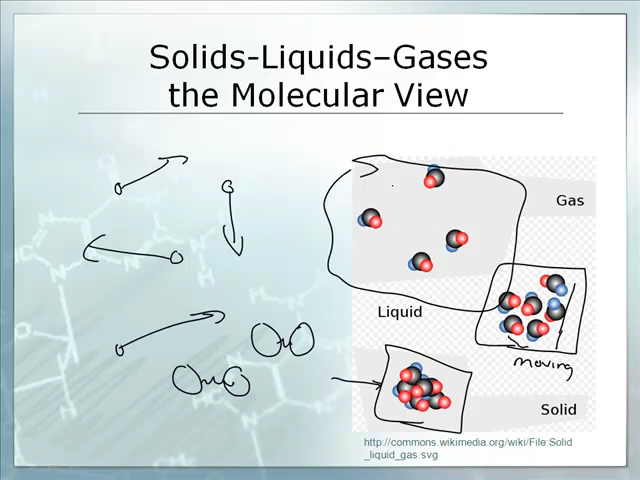 Solids-Liquids–Gases
the Molecular View
Gas
Liquid
moving
Solid
http://commons.wikimedia.org/wiki/File:Solid
_liquid_gas.svg